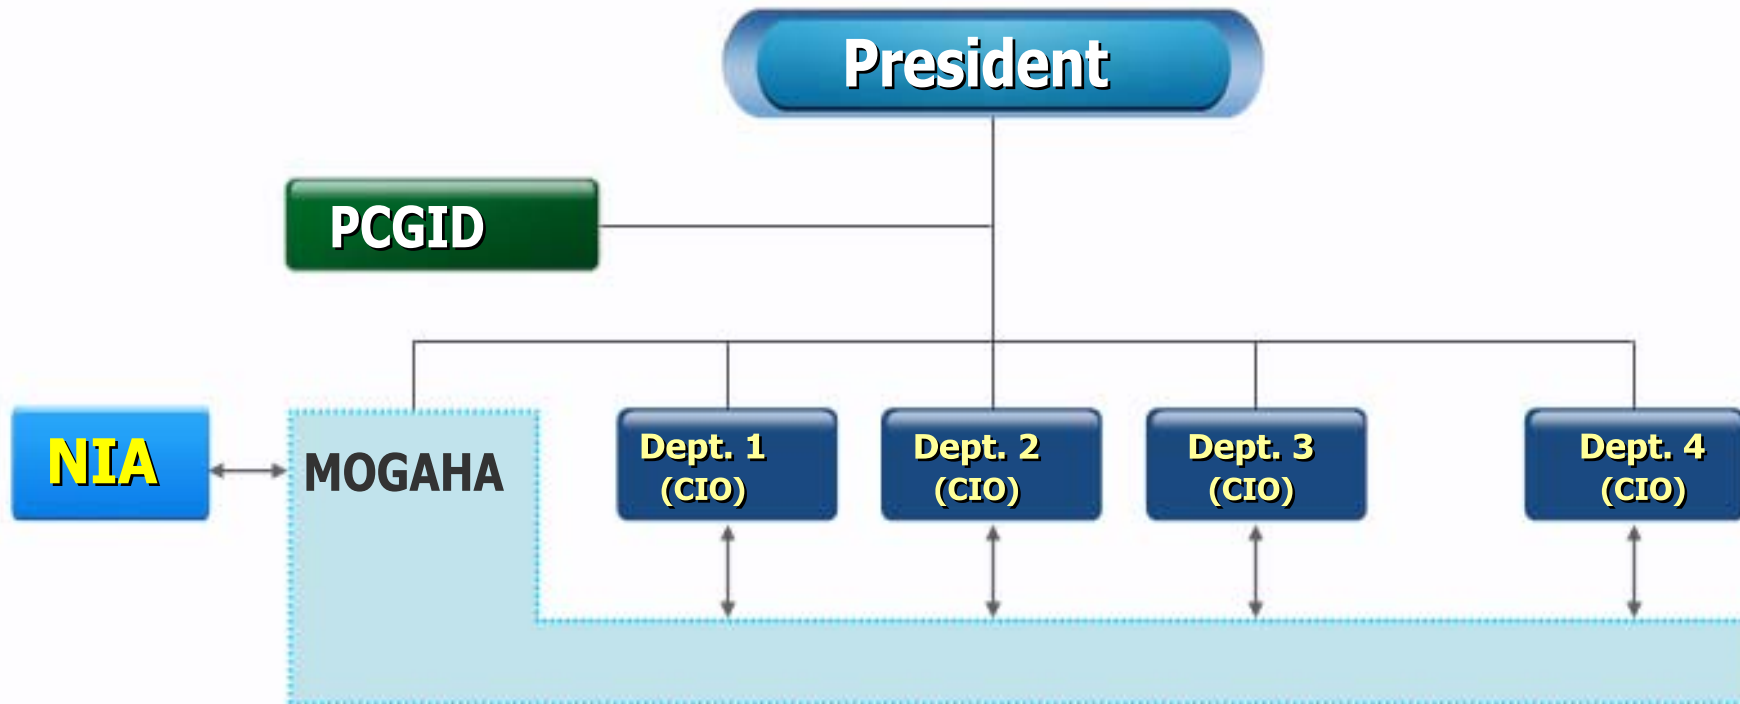 President
PCGID
NIA
MOGAHA
Dept. 1
(CIO)
Dept. 2
(CIO)
Dept. 3
(CIO)
Dept. 4
(CIO)